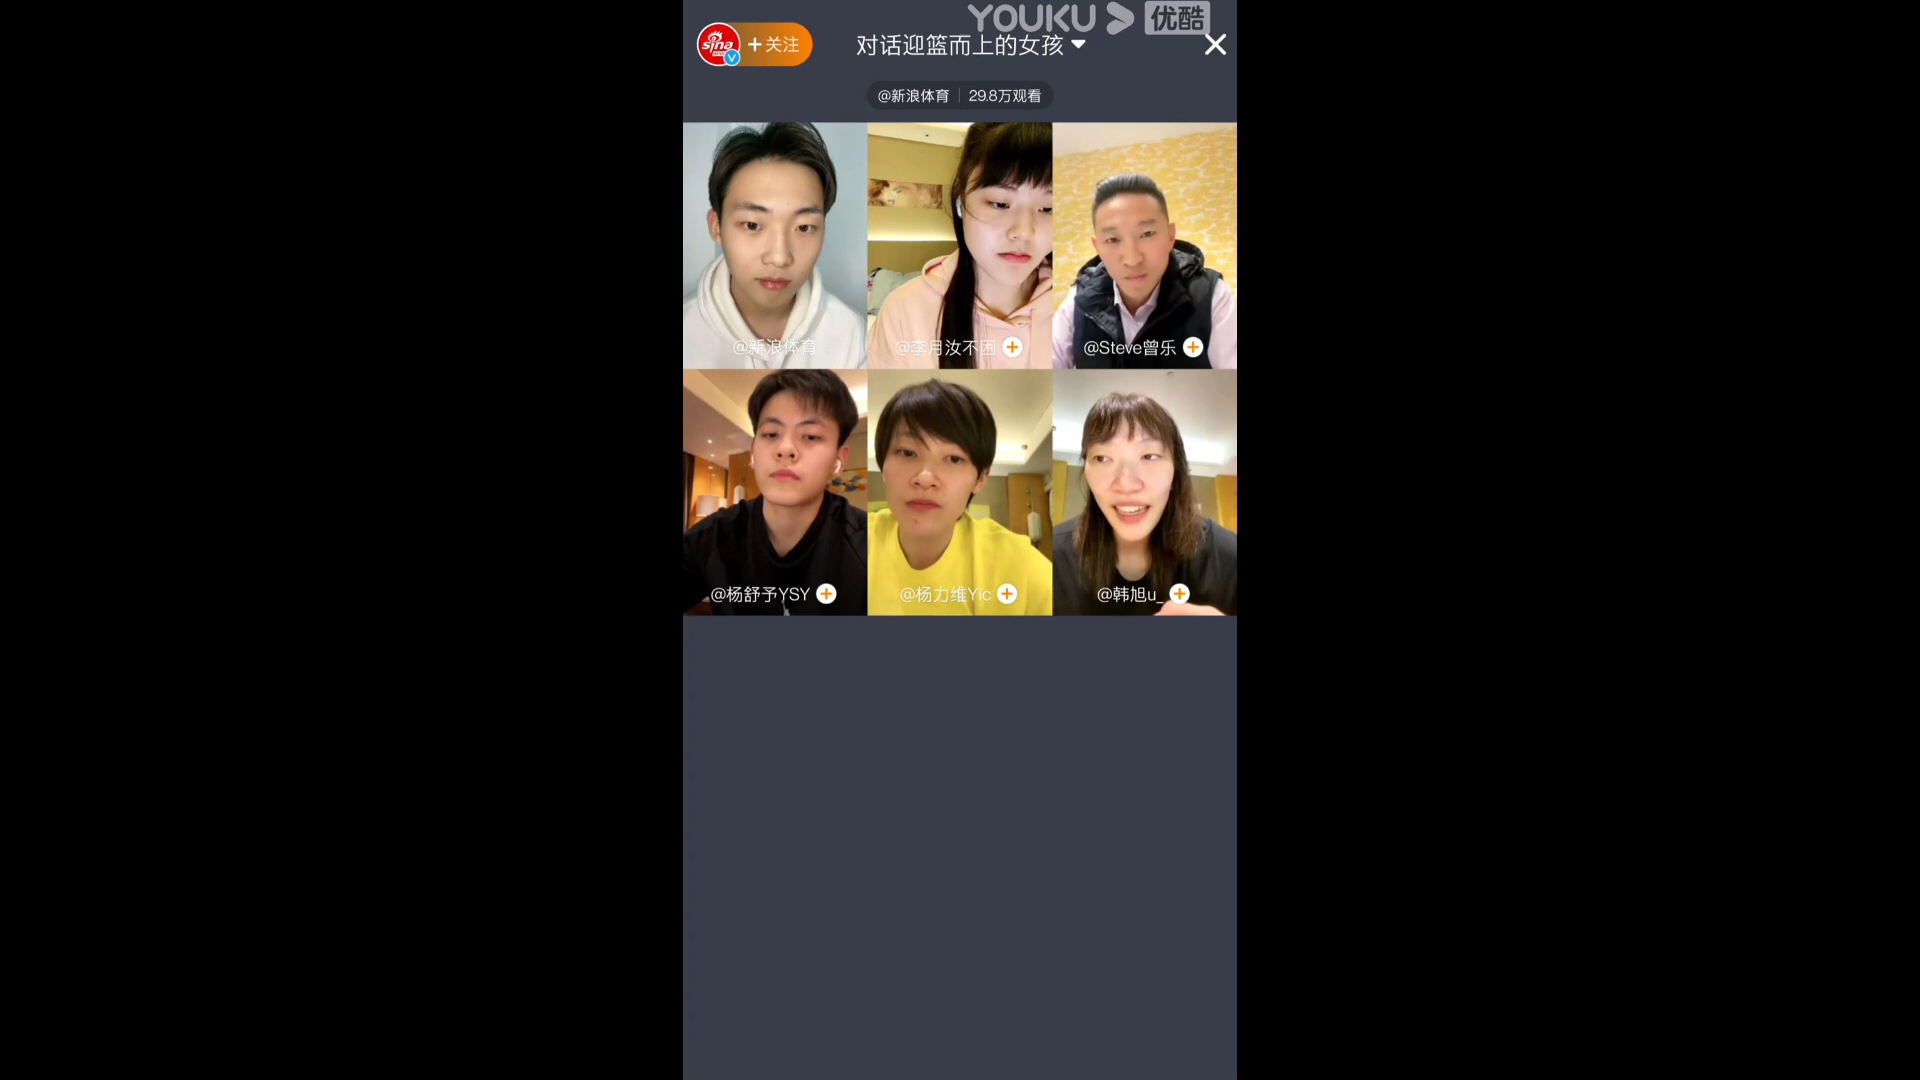 YOUKU 优酷
sina
+关注
对话迎篮而上的女孩
@新浪体育 | 29.8万观看
@新浪体育
@李月汝不困
@Steve曾乐
@杨舒予YSY
@杨力维Yic
@韩旭u_